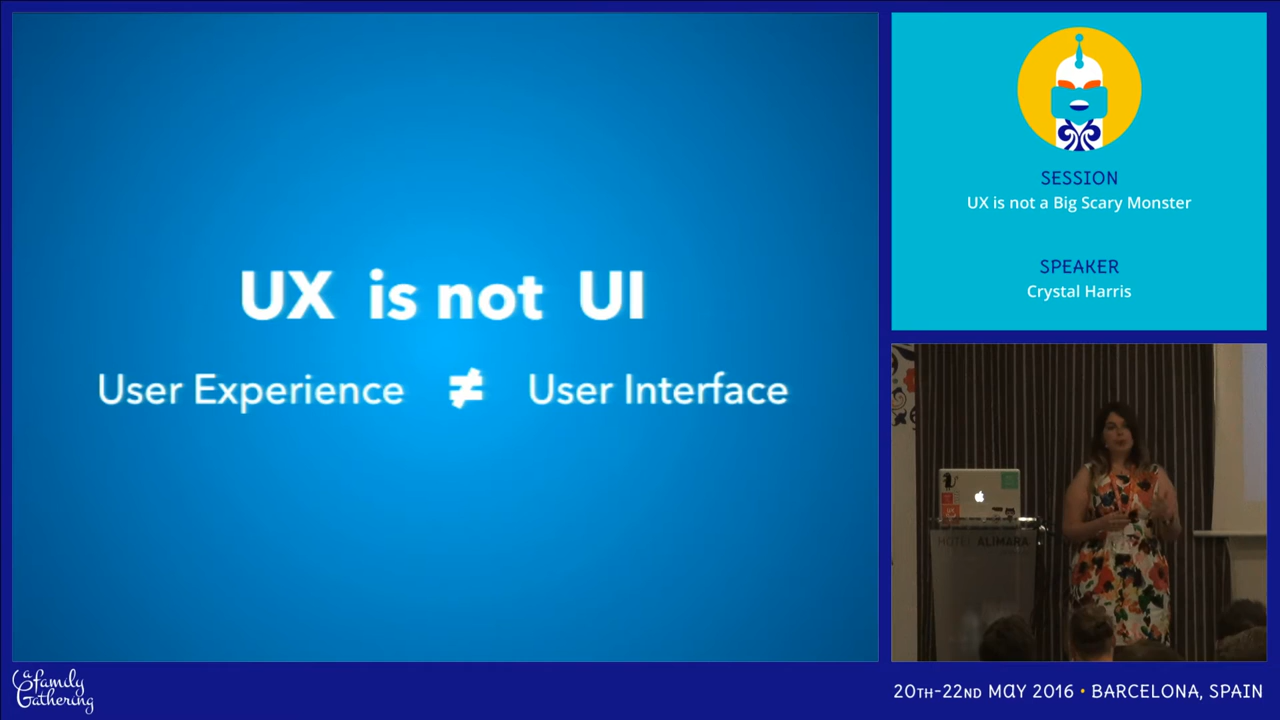 UX is not UI
User Experience ≠ User Interface
SESSION
UX is not a Big Scary Monster
SPEAKER
Crystal Harris
HOTEL ALIMARA
a family
Gathering
20TH-22ND MAY 2016 • BARCELONA, SPAIN